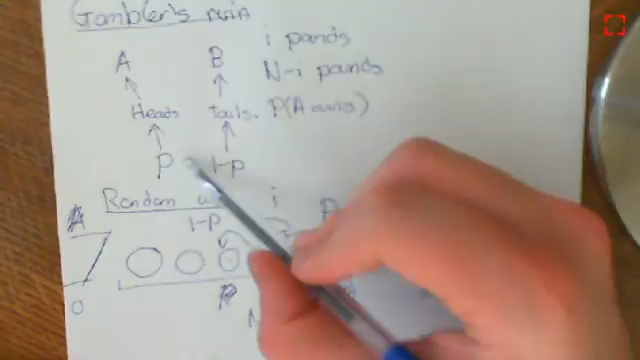 Gambler's ruin
A B i pounds
N-i pounds
Heads Tails. P(A wins)
P 1-p
Random i
1-p P
A
0